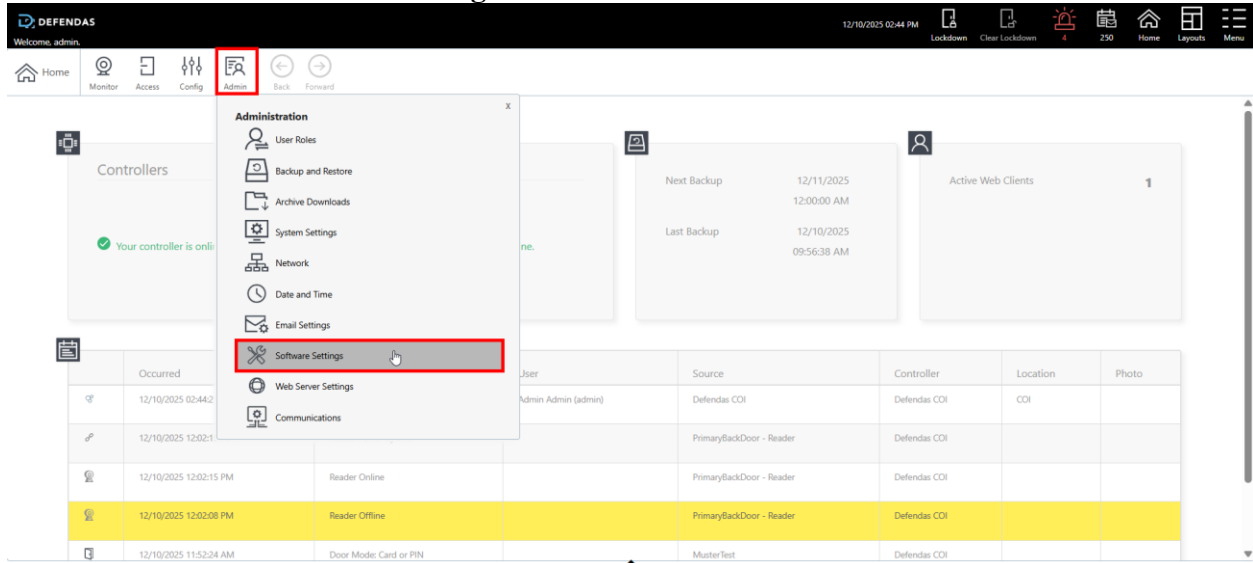 DEFENDAS
Welcome, admin.
12/10/2025 02:44 PM
Lockdown
Clear Lockdown
4
250
Home
Layouts
Menu
Home
Monitor
Access
Config
Admin
Back
Forward
x
Administration
User Roles
Backup and Restore
Archive Downloads
System Settings
Network
Date and Time
Email Settings
Software Settings
Web Server Settings
Communications
Controllers
Your controller is onli
ne.
Next Backup 12/11/2025
12:00:00 AM
Last Backup 12/10/2025
09:56:38 AM
Active Web Clients 1
Occurred User Source Controller Location Photo
12/10/2025 02:44:2 Admin Admin (admin) Defendas COI Defendas COI COI
12/10/2025 12:02:1 PrimaryBackDoor - Reader Defendas COI
12/10/2025 12:02:15 PM Reader Online PrimaryBackDoor - Reader Defendas COI
12/10/2025 12:02:08 PM Reader Offline PrimaryBackDoor - Reader Defendas COI
12/10/2025 11:52:24 AM Door Mode: Card or PIN MusterTest Defendas COI